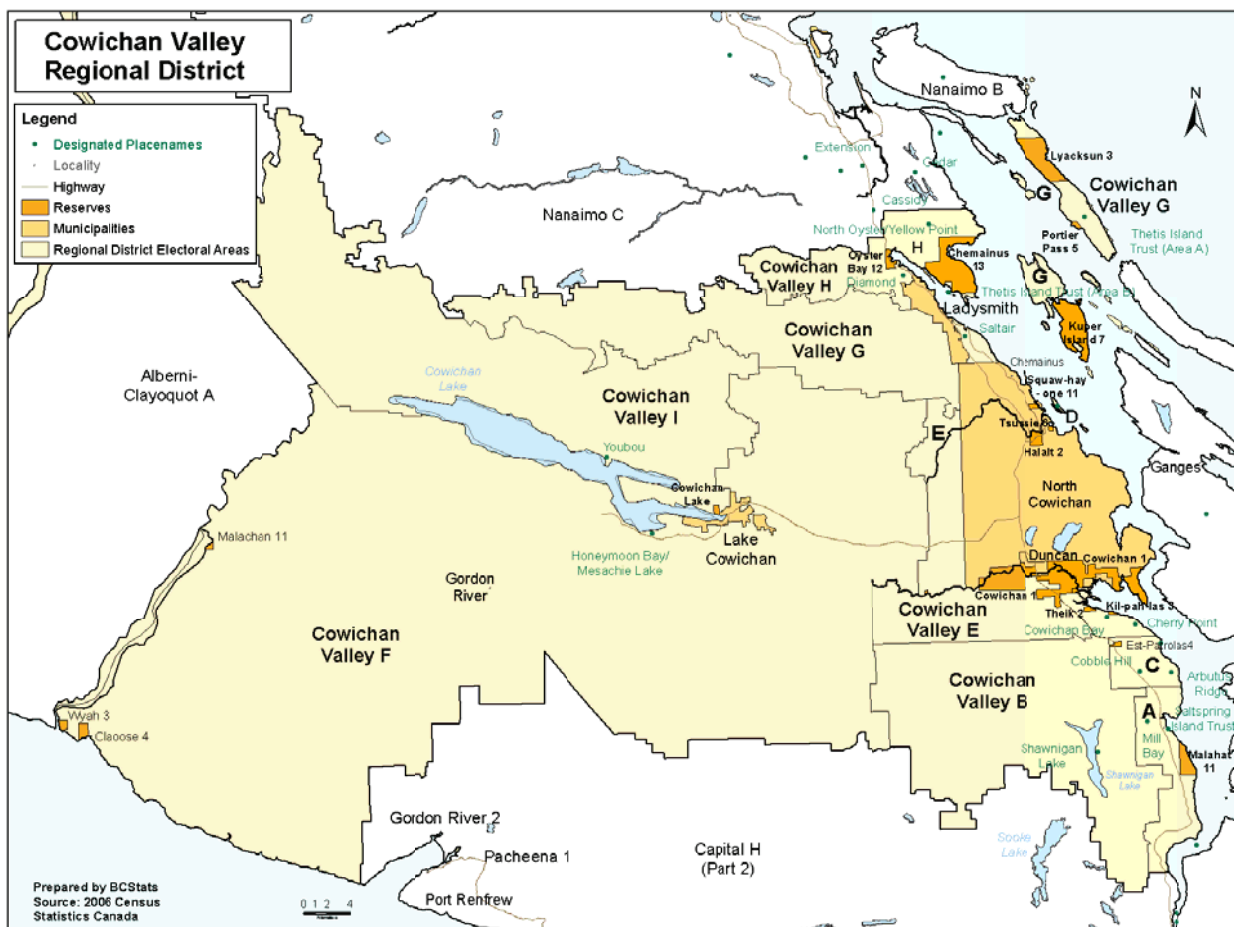 Cowichan Valley
Regional District
Legend
Designated Placenames
Locality
Highway
Reserves
Municipalities
Regional District Electoral Areas
N
Nanaimo B
Extension
Cedar
Lyacksun 3
G
Cowichan
Valley G
Cassidy
Nanaimo C
North Oyster/Yellow Point
H
Portier
Pass 5
Thetis Island
Trust (Area A)
Oyster
Bay 12
Chemainus
13
Cowichan
Valley H
Diamond
G
Thetis Island Trust (Area B)
Ladysmith
Kuper
Island 7
Saltair
Cowichan
Valley G
Chemainus
Squaw-hay
- one 11
Alberni-
Clayoquot A
Cowichan
Lake
Cowichan
Valley I
D
E
Halalt 2
Youbou
Ganges
Cowichan
Lake
North
Cowichan
Lake
Cowichan
Malachan 11
Honeymoon Bay/
Mesachie Lake
Duncan
Cowichan 1
Gordon
River
Cowichan 1
Theik 2
Kil-pah-las 3
Cowichan
Valley E
Cowichan Bay
Cherry Point
Cowichan
Valley F
Est-Patrolas4
Cobble Hill
C
Arbutus
Ridge
Cowichan
Valley B
A
Saltspring
Island Trust
Wyah 3
Claoose 4
Mill
Bay
Shawnigan
Lake
Malahat
11
Shawnigan
Lake
Gordon River 2
Pacheena 1
Capital H
(Part 2)
Sooke
Lake
Port Renfrew
Prepared by BCStats
Source: 2006 Census
Statistics Canada
0 1 2 4